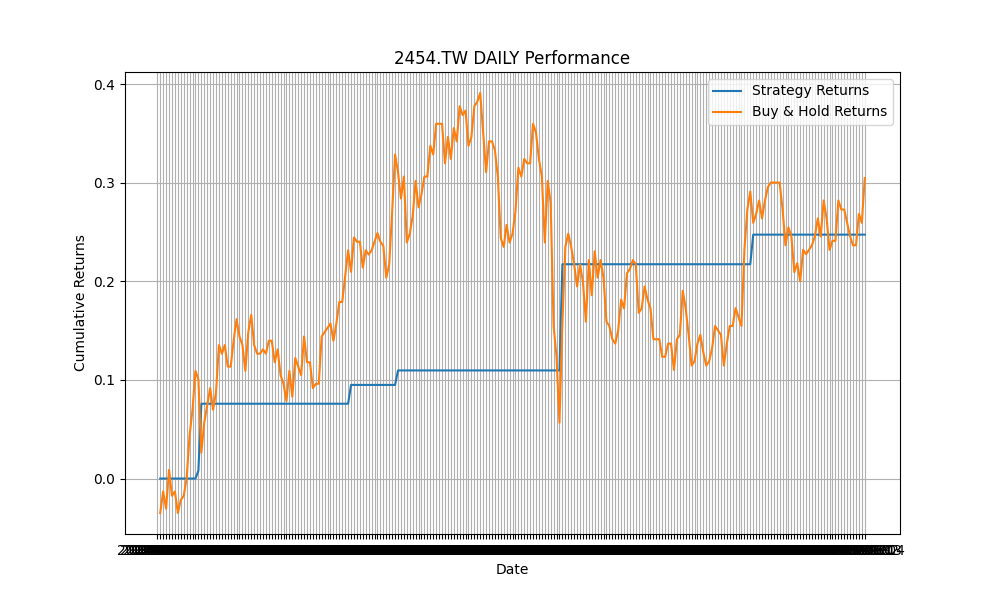 2454.TW DAILY Performance
Strategy Returns
Buy & Hold Returns
0.4
0.3
0.2
0.1
0.0
Cumulative Returns
Date